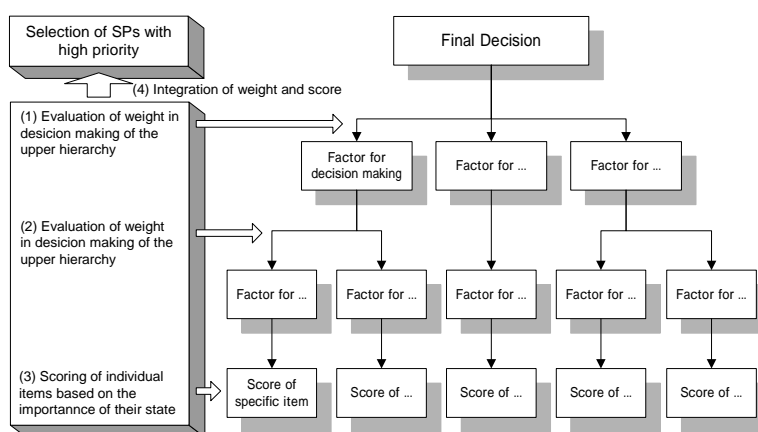 Selection of SPs with
high priority
Final Decision
(4) Integration of weight and score
(1) Evaluation of weight in
desicion making of the
upper hierarchy
Factor for
decision making
Factor for ...
Factor for ...
(2) Evaluation of weight
in desicion making of the
upper hierarchy
Factor for ...
Factor for ...
Factor for ...
Factor for ...
Factor for ...
(3) Scoring of individual
items based on the
importannce of their state
Score of
specific item
Score of ...
Score of ...
Score of ...
Score of ...